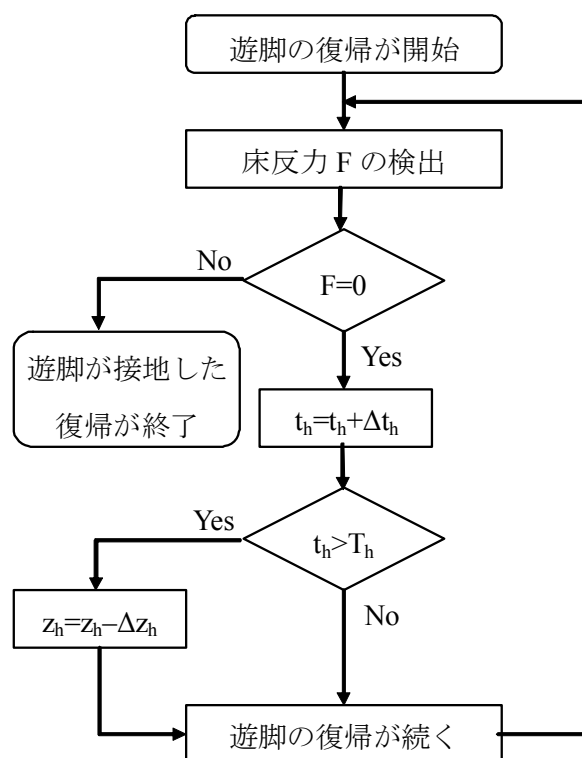 遊脚の復帰が開始
床反力 F の検出
No
F=0
Yes
遊脚が接地した
復帰が終了
tₕ=tₕ+Δtₕ
Yes
tₕ>Tₕ
No
zₕ=zₕ−Δzₕ
遊脚の復帰が続く